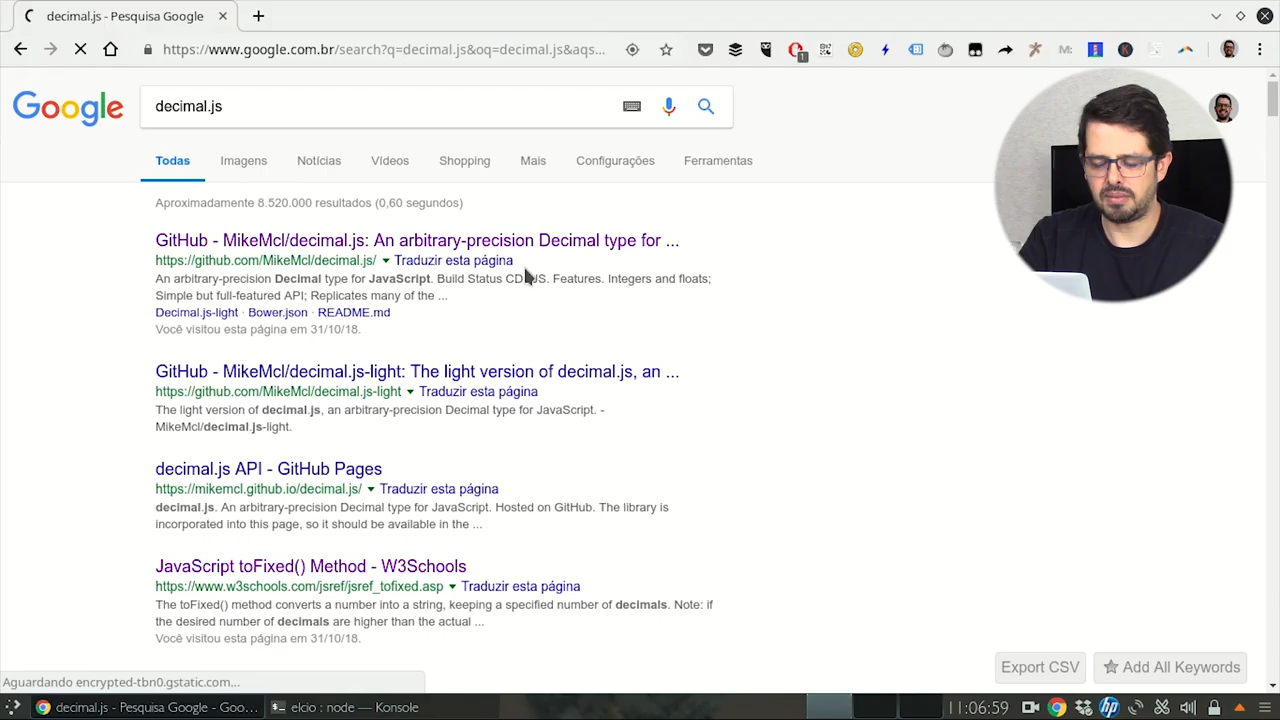 decimal.js - Pesquisa Google
https://www.google.com.br/search?q=decimal.js&oq=decimal.js&aqs...
1
M:
K
Google
decimal.js
Todas
Imagens
Notícias
Vídeos
Shopping
Mais
Configurações
Ferramentas
Aproximadamente 8.520.000 resultados (0,60 segundos)
GitHub - MikeMcl/decimal.js: An arbitrary-precision Decimal type for ...
https://github.com/MikeMcl/decimal.js/ Traduzir esta página
An arbitrary-precision Decimal type for JavaScript. Build Status CDNJS. Features. Integers and floats;
Simple but full-featured API; Replicates many of the ...
Decimal.js-light · Bower.json · README.md
Você visitou esta página em 31/10/18.
GitHub - MikeMcl/decimal.js-light: The light version of decimal.js, an ...
https://github.com/MikeMcl/decimal.js-light Traduzir esta página
The light version of decimal.js, an arbitrary-precision Decimal type for JavaScript. -
MikeMcl/decimal.js-light.
decimal.js API - GitHub Pages
https://mikemcl.github.io/decimal.js/ Traduzir esta página
decimal.js. An arbitrary-precision Decimal type for JavaScript. Hosted on GitHub. The library is
incorporated into this page, so it should be available in the ...
JavaScript toFixed() Method - W3Schools
https://www.w3schools.com/jsref/jsref_tofixed.asp Traduzir esta página
The toFixed() method converts a number into a string, keeping a specified number of decimals. Note: if
the desired number of decimals are higher than the actual ...
Você visitou esta página em 31/10/18.
Export CSV
Add All Keywords
Aguardando encrypted-tbn0.gstatic.com...
decimal.js - Pesquisa Google - Goo...
elcio : node — Konsole
hp
11:06:59